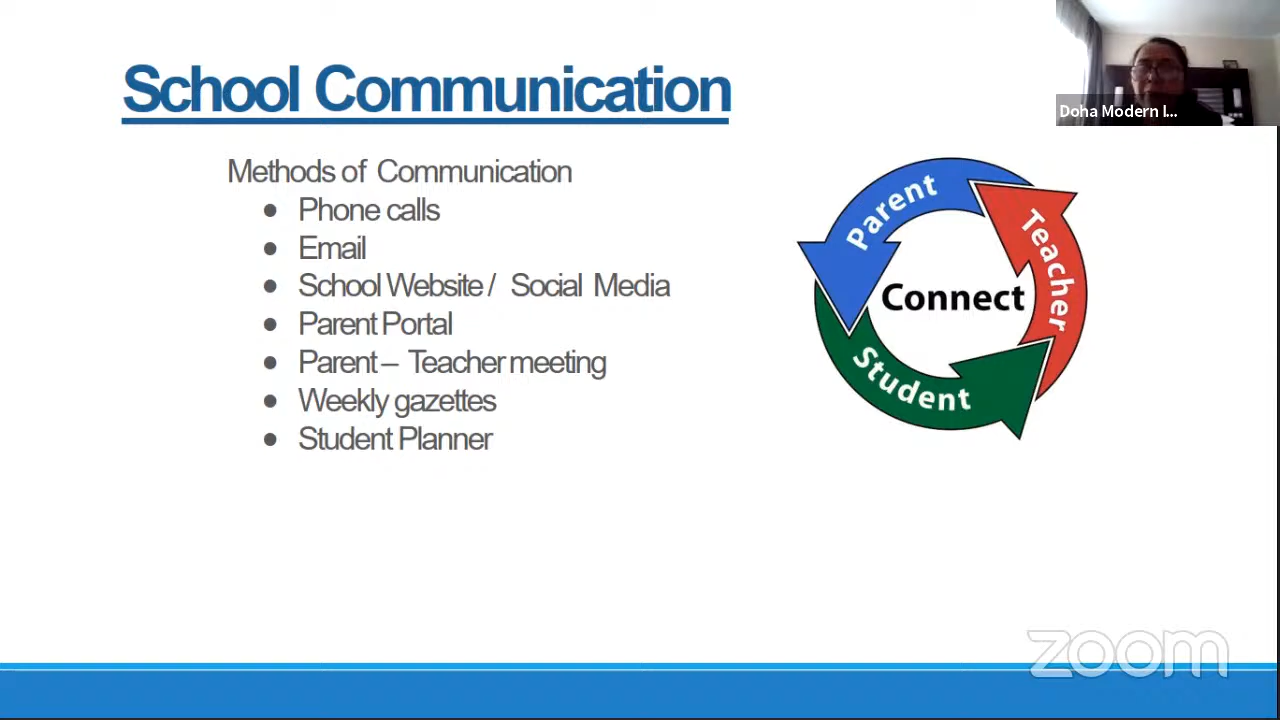 School Communication
Doha Modern I...
Methods of Communication
● Phone calls
● Email
● School Website / Social Media
● Parent Portal
● Parent – Teacher meeting
● Weekly gazettes
● Student Planner
Parent
Teacher
Connect
Student
zoom